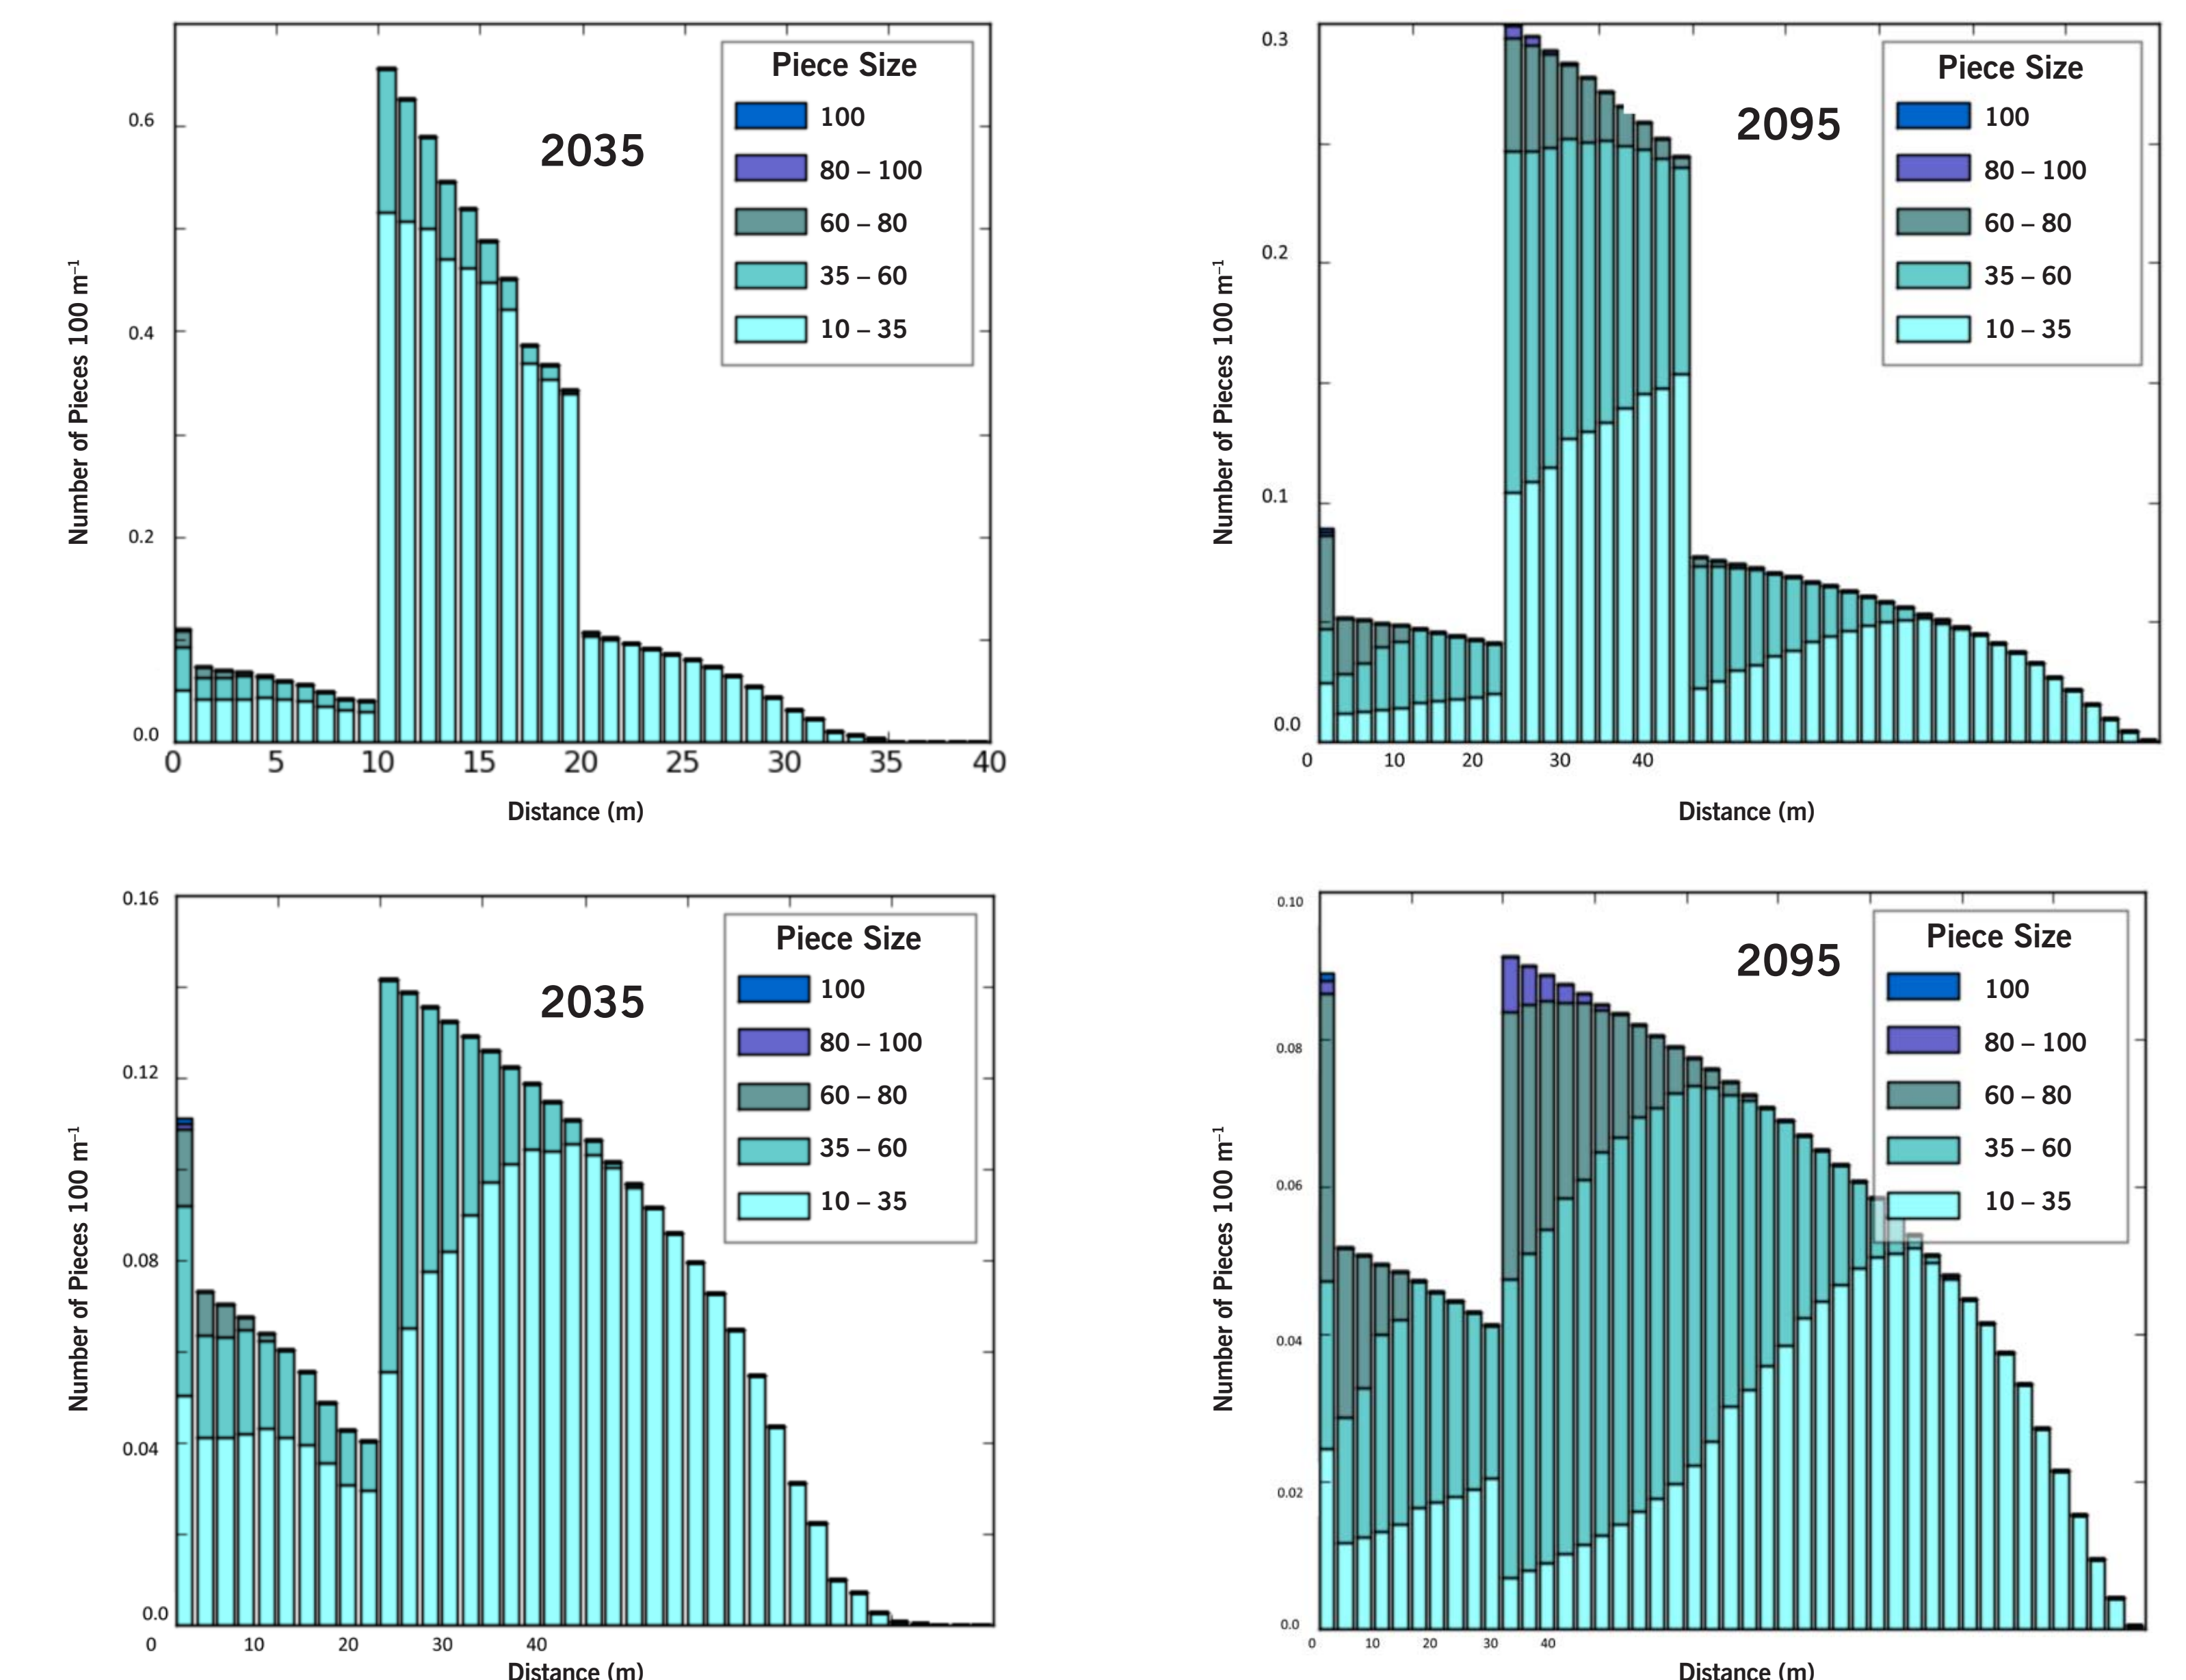 2035
Piece Size
100
80 – 100
60 – 80
35 – 60
10 – 35
Number of Pieces 100 m⁻¹
0.6
0.4
0.2
0.0
0 5 10 15 20 25 30 35 40
Distance (m)
2095
Piece Size
100
80 – 100
60 – 80
35 – 60
10 – 35
Number of Pieces 100 m⁻¹
0.3
0.2
0.1
0.0
0 10 20 30 40
Distance (m)
2035
Piece Size
100
80 – 100
60 – 80
35 – 60
10 – 35
Number of Pieces 100 m⁻¹
0.16
0.12
0.08
0.04
0.0
0 10 20 30 40
Distance (m)
2095
Piece Size
100
80 – 100
60 – 80
35 – 60
10 – 35
Number of Pieces 100 m⁻¹
0.10
0.08
0.06
0.04
0.02
0.0
0 10 20 30 40
Distance (m)